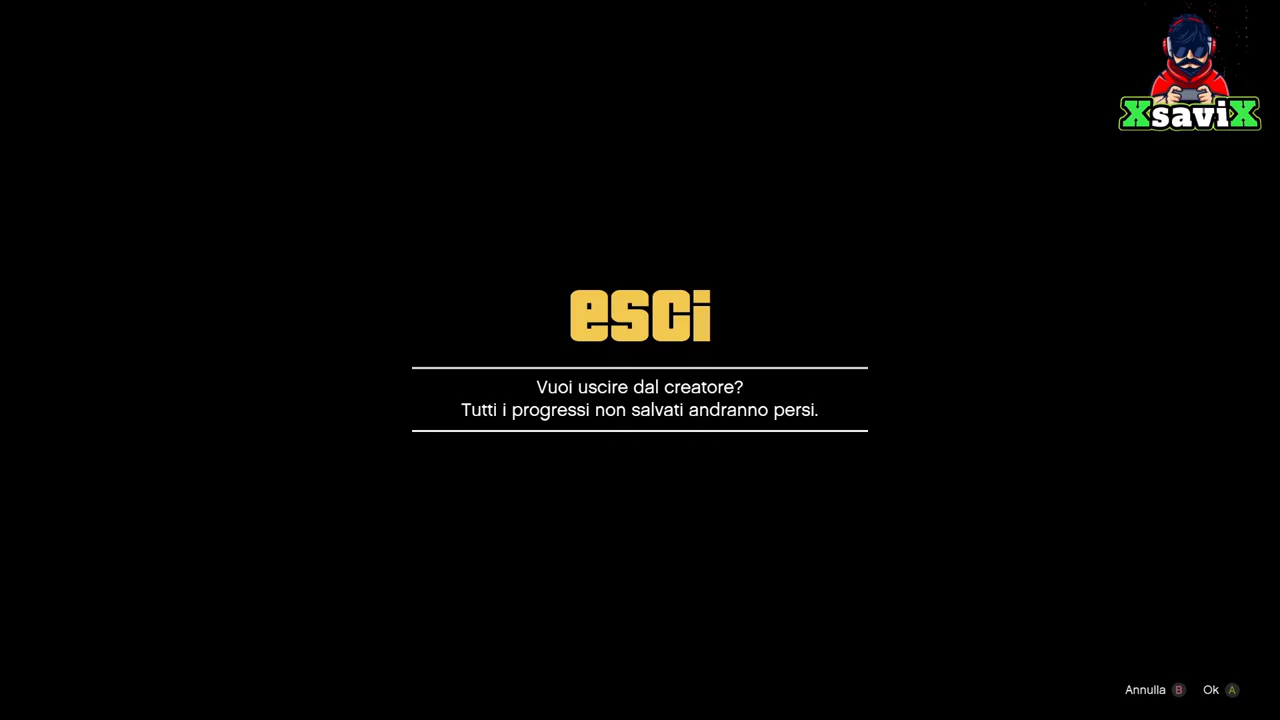 XsaviX
esci
Vuoi uscire dal creatore?
Tutti i progressi non salvati andranno persi.
Annulla B Ok A